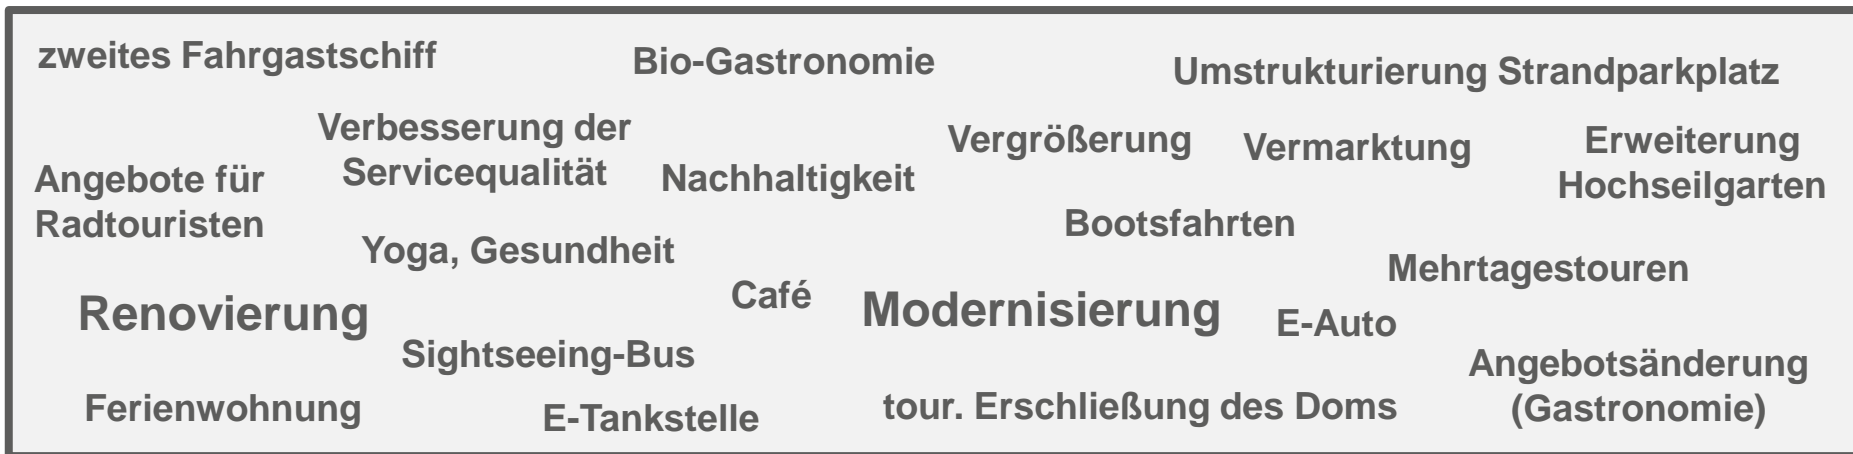 zweites Fahrgastschiff
Bio-Gastronomie
Umstrukturierung Strandparkplatz
Verbesserung der
Servicequalität
Vergrößerung
Vermarktung
Erweiterung
Hochseilgarten
Angebote für
Radtouristen
Nachhaltigkeit
Bootsfahrten
Yoga, Gesundheit
Mehrtagestouren
Renovierung
Café
Modernisierung
E-Auto
Sightseeing-Bus
Angebotsänderung
(Gastronomie)
Ferienwohnung
E-Tankstelle
tour. Erschließung des Doms